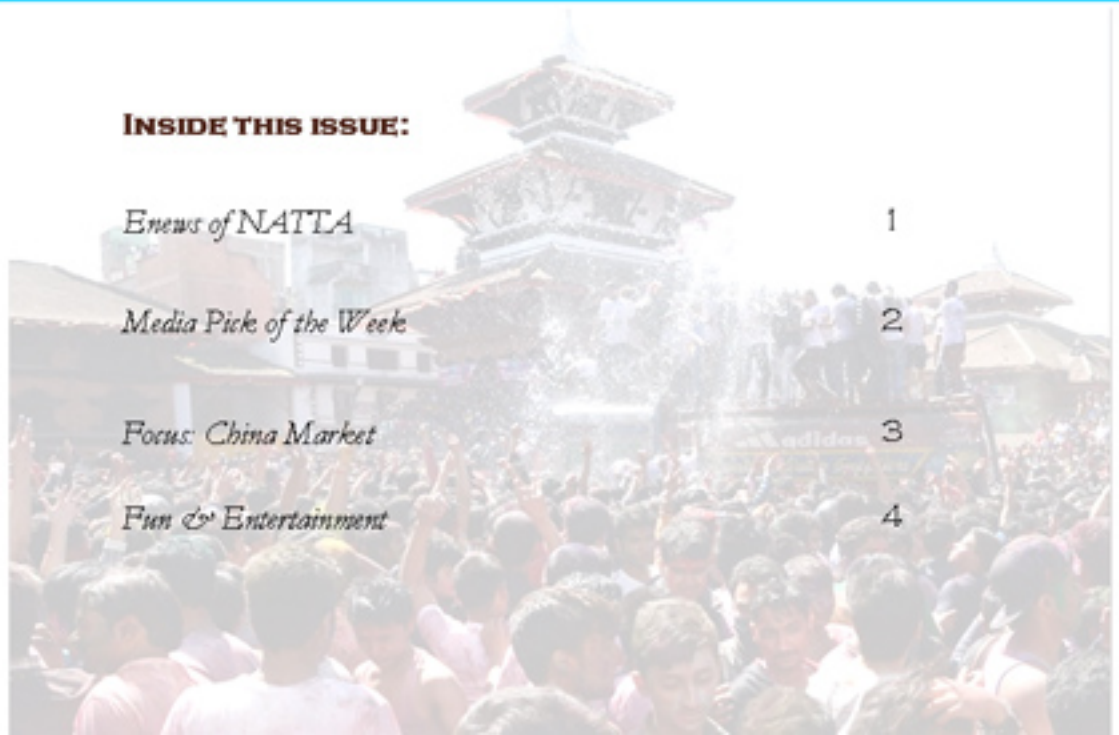 Inside this issue:
Enews of NATTA 1
Media Pick of the Week 2
Focus: China Market 3
Fun & Entertainment 4